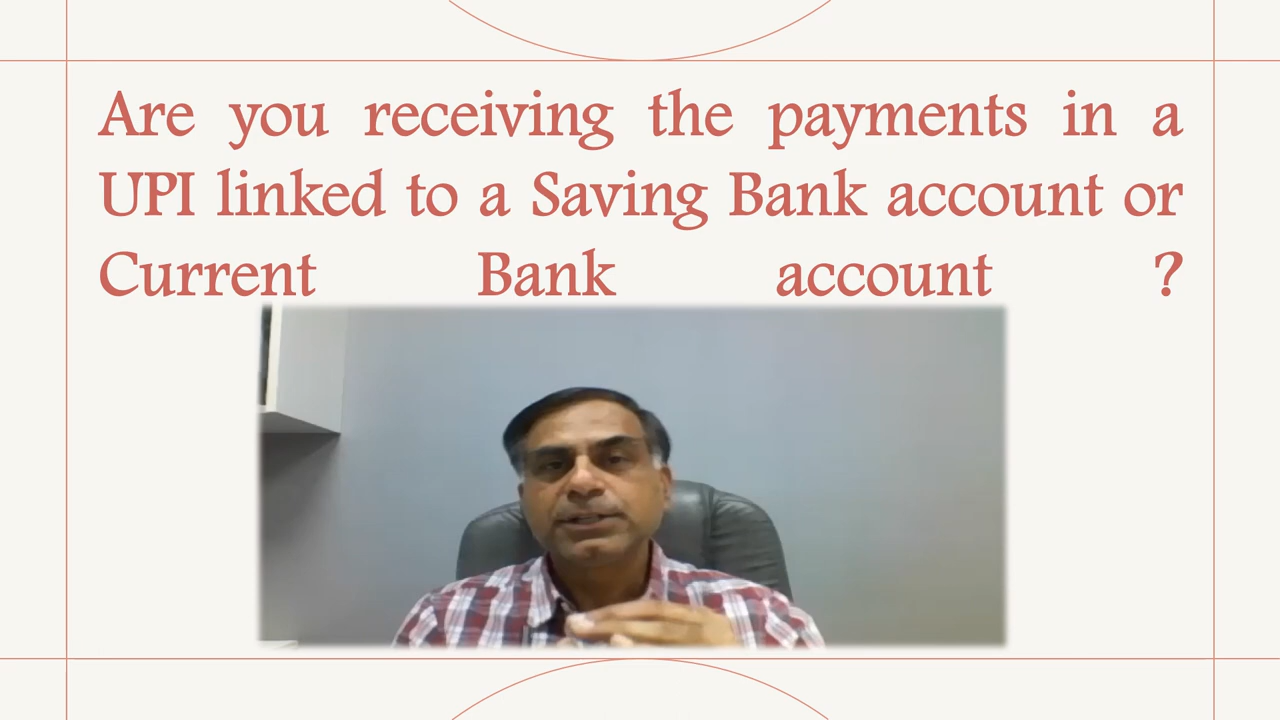 Are you receiving the payments in a
UPI linked to a Saving Bank account or
Current Bank account ?